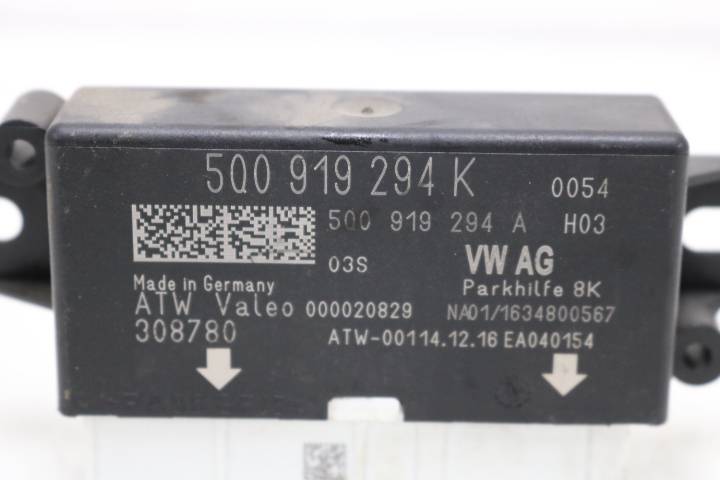 5Q0 919 294 K 0054
5Q0 919 294 A H03
03S VW AG
Made in Germany Parkhilfe 8K
ATW Valeo 000020829 NA01/1634800567
308780 ATW-00114.12.16 EA040154